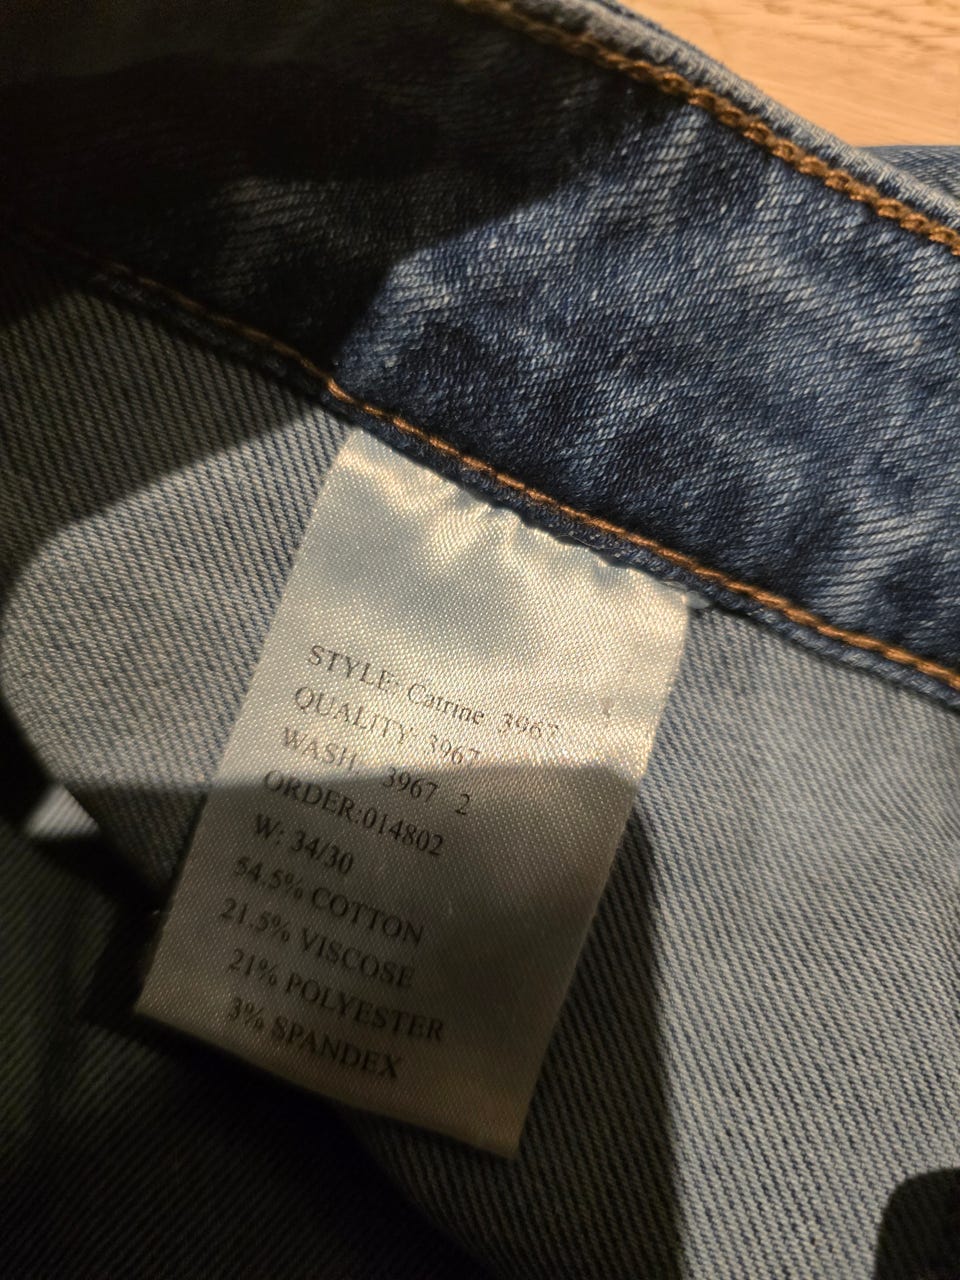 STYLE: Catrine 3967
QUALITY: 3967
WASH: 3967 2
ORDER:014802
W: 34/30
54.5% COTTON
21.5% VISCOSE
21% POLYESTER
3% SPANDEX